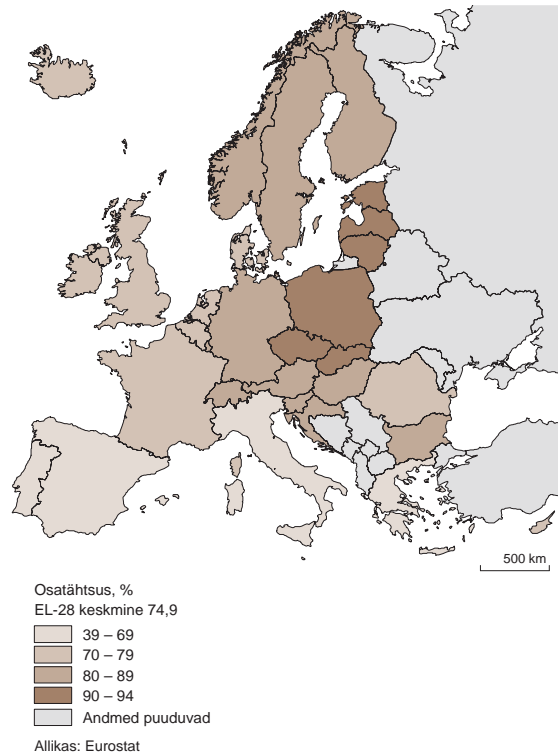 500 km
Osatähtsus, %
EL-28 keskmine 74,9
39 – 69
70 – 79
80 – 89
90 – 94
Andmed puuduvad
Allikas: Eurostat